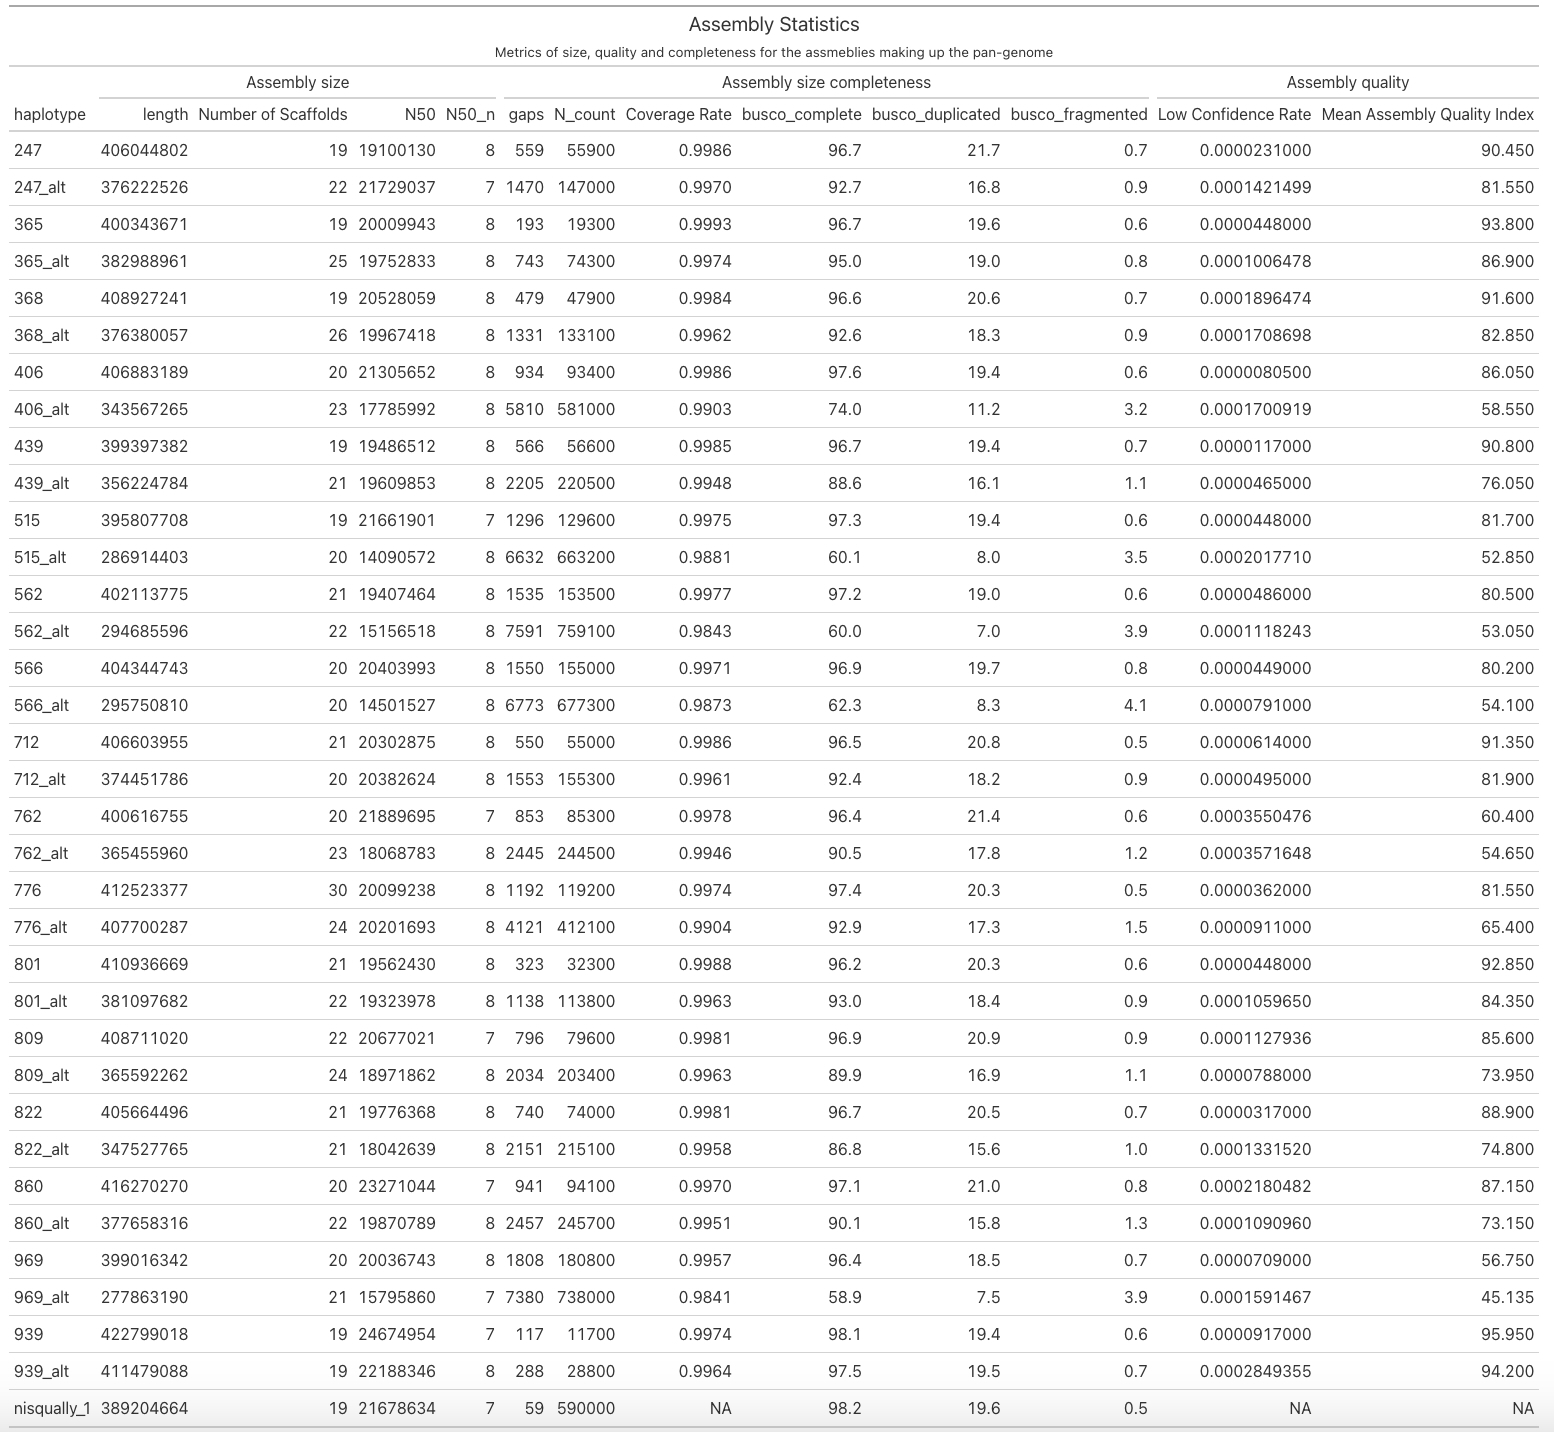 Assembly Statistics
Metrics of size, quality and completeness for the assmeblies making up the pan-genome
Assembly size Assembly size completeness Assembly quality
haplotype length Number of Scaffolds N50 N50_n gaps N_count Coverage Rate busco_complete busco_duplicated busco_fragmented Low Confidence Rate Mean Assembly Quality Index
247 406044802 19 19100130 8 559 55900 0.9986 96.7 21.7 0.7 0.0000231000 90.450
247_alt 376222526 22 21729037 7 1470 147000 0.9970 92.7 16.8 0.9 0.0001421499 81.550
365 400343671 19 20009943 8 193 19300 0.9993 96.7 19.6 0.6 0.0000448000 93.800
365_alt 382988961 25 19752833 8 743 74300 0.9974 95.0 19.0 0.8 0.0001006478 86.900
368 408927241 19 20528059 8 479 47900 0.9984 96.6 20.6 0.7 0.0001896474 91.600
368_alt 376380057 26 19967418 8 1331 133100 0.9962 92.6 18.3 0.9 0.0001708698 82.850
406 406883189 20 21305652 8 934 93400 0.9986 97.6 19.4 0.6 0.0000080500 86.050
406_alt 343567265 23 17785992 8 5810 581000 0.9903 74.0 11.2 3.2 0.0001700919 58.550
439 399397382 19 19486512 8 566 56600 0.9985 96.7 19.4 0.7 0.0000117000 90.800
439_alt 356224784 21 19609853 8 2205 220500 0.9948 88.6 16.1 1.1 0.0000465000 76.050
515 395807708 19 21661901 7 1296 129600 0.9975 97.3 19.4 0.6 0.0000448000 81.700
515_alt 286914403 20 14090572 8 6632 663200 0.9881 60.1 8.0 3.5 0.0002017710 52.850
562 402113775 21 19407464 8 1535 153500 0.9977 97.2 19.0 0.6 0.0000486000 80.500
562_alt 294685596 22 15156518 8 7591 759100 0.9843 60.0 7.0 3.9 0.0001118243 53.050
566 404344743 20 20403993 8 1550 155000 0.9971 96.9 19.7 0.8 0.0000449000 80.200
566_alt 295750810 20 14501527 8 6773 677300 0.9873 62.3 8.3 4.1 0.0000791000 54.100
712 406603955 21 20302875 8 550 55000 0.9986 96.5 20.8 0.5 0.0000614000 91.350
712_alt 374451786 20 20382624 8 1553 155300 0.9961 92.4 18.2 0.9 0.0000495000 81.900
762 400616755 20 21889695 7 853 85300 0.9978 96.4 21.4 0.6 0.0003550476 60.400
762_alt 365455960 23 18068783 8 2445 244500 0.9946 90.5 17.8 1.2 0.0003571648 54.650
776 412523377 30 20099238 8 1192 119200 0.9974 97.4 20.3 0.5 0.0000362000 81.550
776_alt 407700287 24 20201693 8 4121 412100 0.9904 92.9 17.3 1.5 0.0000911000 65.400
801 410936669 21 19562430 8 323 32300 0.9988 96.2 20.3 0.6 0.0000448000 92.850
801_alt 381097682 22 19323978 8 1138 113800 0.9963 93.0 18.4 0.9 0.0001059650 84.350
809 408711020 22 20677021 7 796 79600 0.9981 96.9 20.9 0.9 0.0001127936 85.600
809_alt 365592262 24 18971862 8 2034 203400 0.9963 89.9 16.9 1.1 0.0000788000 73.950
822 405664496 21 19776368 8 740 74000 0.9981 96.7 20.5 0.7 0.0000317000 88.900
822_alt 347527765 21 18042639 8 2151 215100 0.9958 86.8 15.6 1.0 0.0001331520 74.800
860 416270270 20 23271044 7 941 94100 0.9970 97.1 21.0 0.8 0.0002180482 87.150
860_alt 377658316 22 19870789 8 2457 245700 0.9951 90.1 15.8 1.3 0.0001090960 73.150
969 399016342 20 20036743 8 1808 180800 0.9957 96.4 18.5 0.7 0.0000709000 56.750
969_alt 277863190 21 15795860 7 7380 738000 0.9841 58.9 7.5 3.9 0.0001591467 45.135
939 422799018 19 24674954 7 117 11700 0.9974 98.1 19.4 0.6 0.0000917000 95.950
939_alt 411479088 19 22188346 8 288 28800 0.9964 97.5 19.5 0.7 0.0002849355 94.200
nisqually_1 389204664 19 21678634 7 59 590000 NA 98.2 19.6 0.5 NA NA